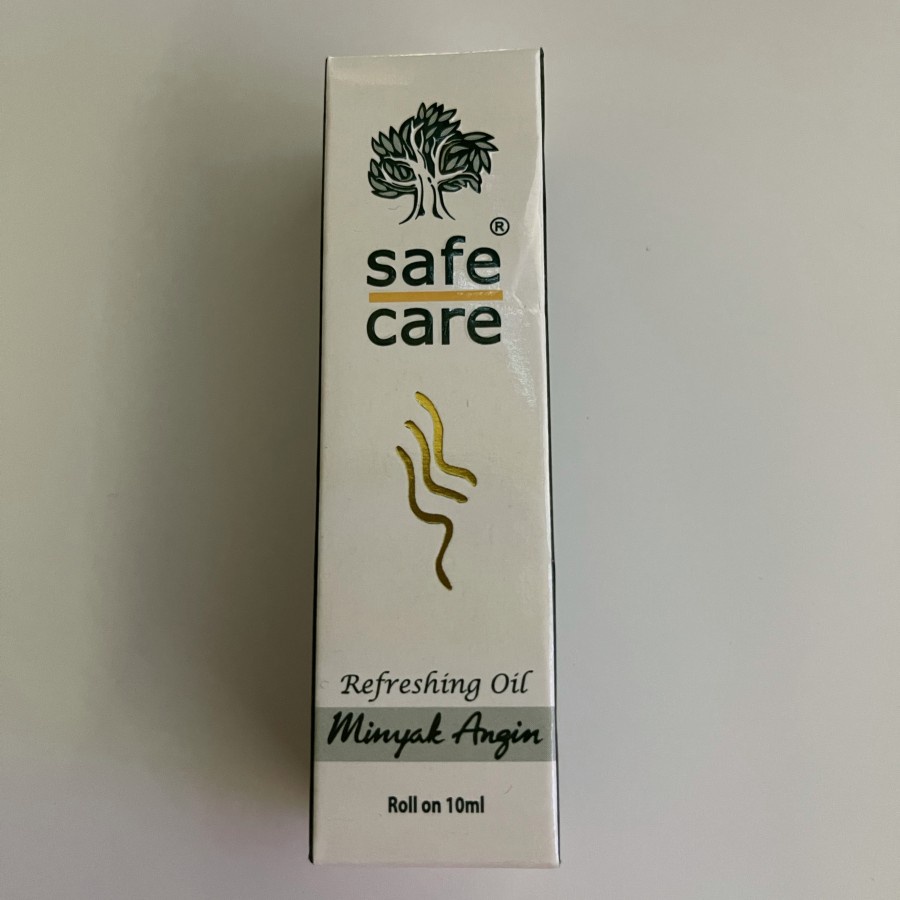 ®
safe
care
Refreshing Oil
Minyak Angin
Roll on 10ml